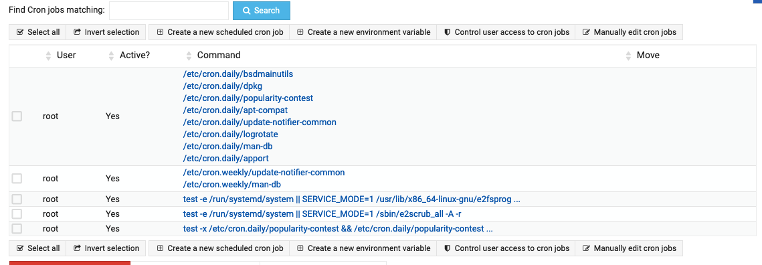 Find Cron jobs matching:
Search
Select all
Invert selection
Create a new scheduled cron job
Create a new environment variable
Control user access to cron jobs
Manually edit cron jobs
User
Active?
Command
Move
root
Yes
/etc/cron.daily/bsdmainutils
/etc/cron.daily/dpkg
/etc/cron.daily/popularity-contest
/etc/cron.daily/apt-compat
/etc/cron.daily/update-notifier-common
/etc/cron.daily/logrotate
/etc/cron.daily/man-db
/etc/cron.daily/apport
root
Yes
/etc/cron.weekly/update-notifier-common
/etc/cron.weekly/man-db
root
Yes
test -e /run/systemd/system || SERVICE_MODE=1 /usr/lib/x86_64-linux-gnu/e2fsprog ...
root
Yes
test -e /run/systemd/system || SERVICE_MODE=1 /sbin/e2scrub_all -A -r
root
Yes
test -x /etc/cron.daily/popularity-contest && /etc/cron.daily/popularity-contest ...
Select all
Invert selection
Create a new scheduled cron job
Create a new environment variable
Control user access to cron jobs
Manually edit cron jobs